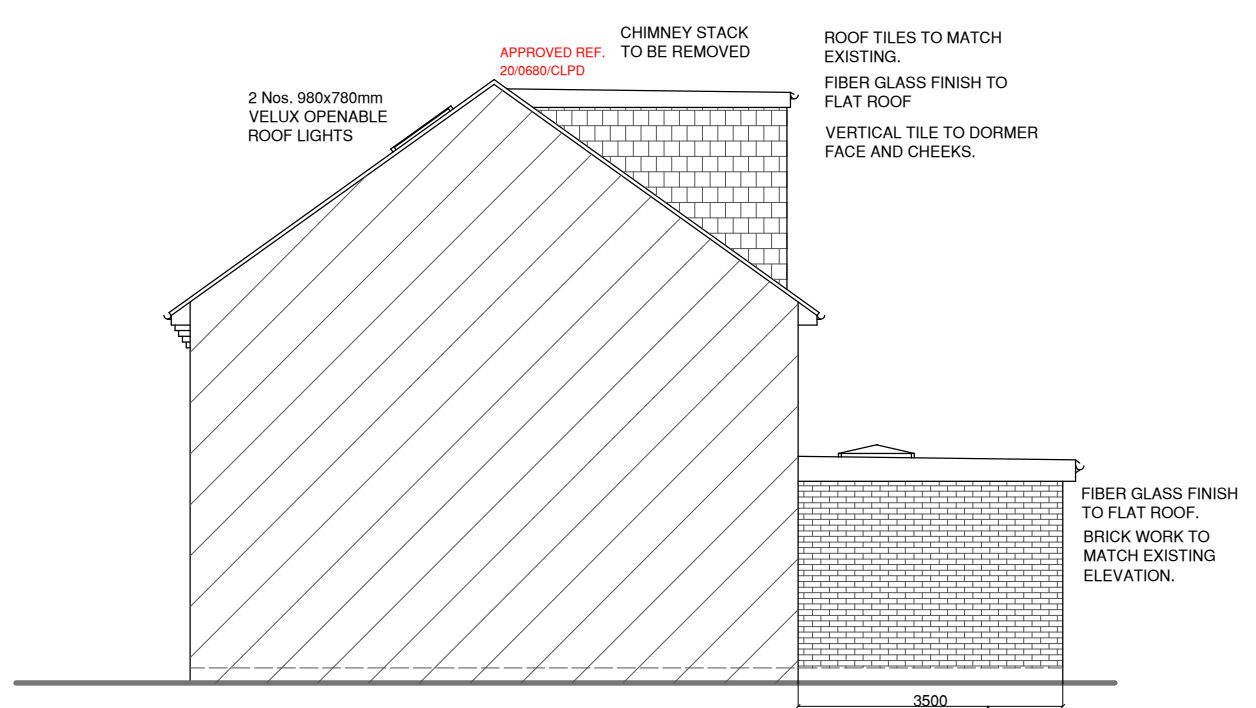 CHIMNEY STACK
TO BE REMOVED
APPROVED REF.
20/0680/CLPD
ROOF TILES TO MATCH
EXISTING.
FIBER GLASS FINISH TO
FLAT ROOF
VERTICAL TILE TO DORMER
FACE AND CHEEKS.
2 Nos. 980x780mm
VELUX OPENABLE
ROOF LIGHTS
FIBER GLASS FINISH
TO FLAT ROOF.
BRICK WORK TO
MATCH EXISTING
ELEVATION.
3500